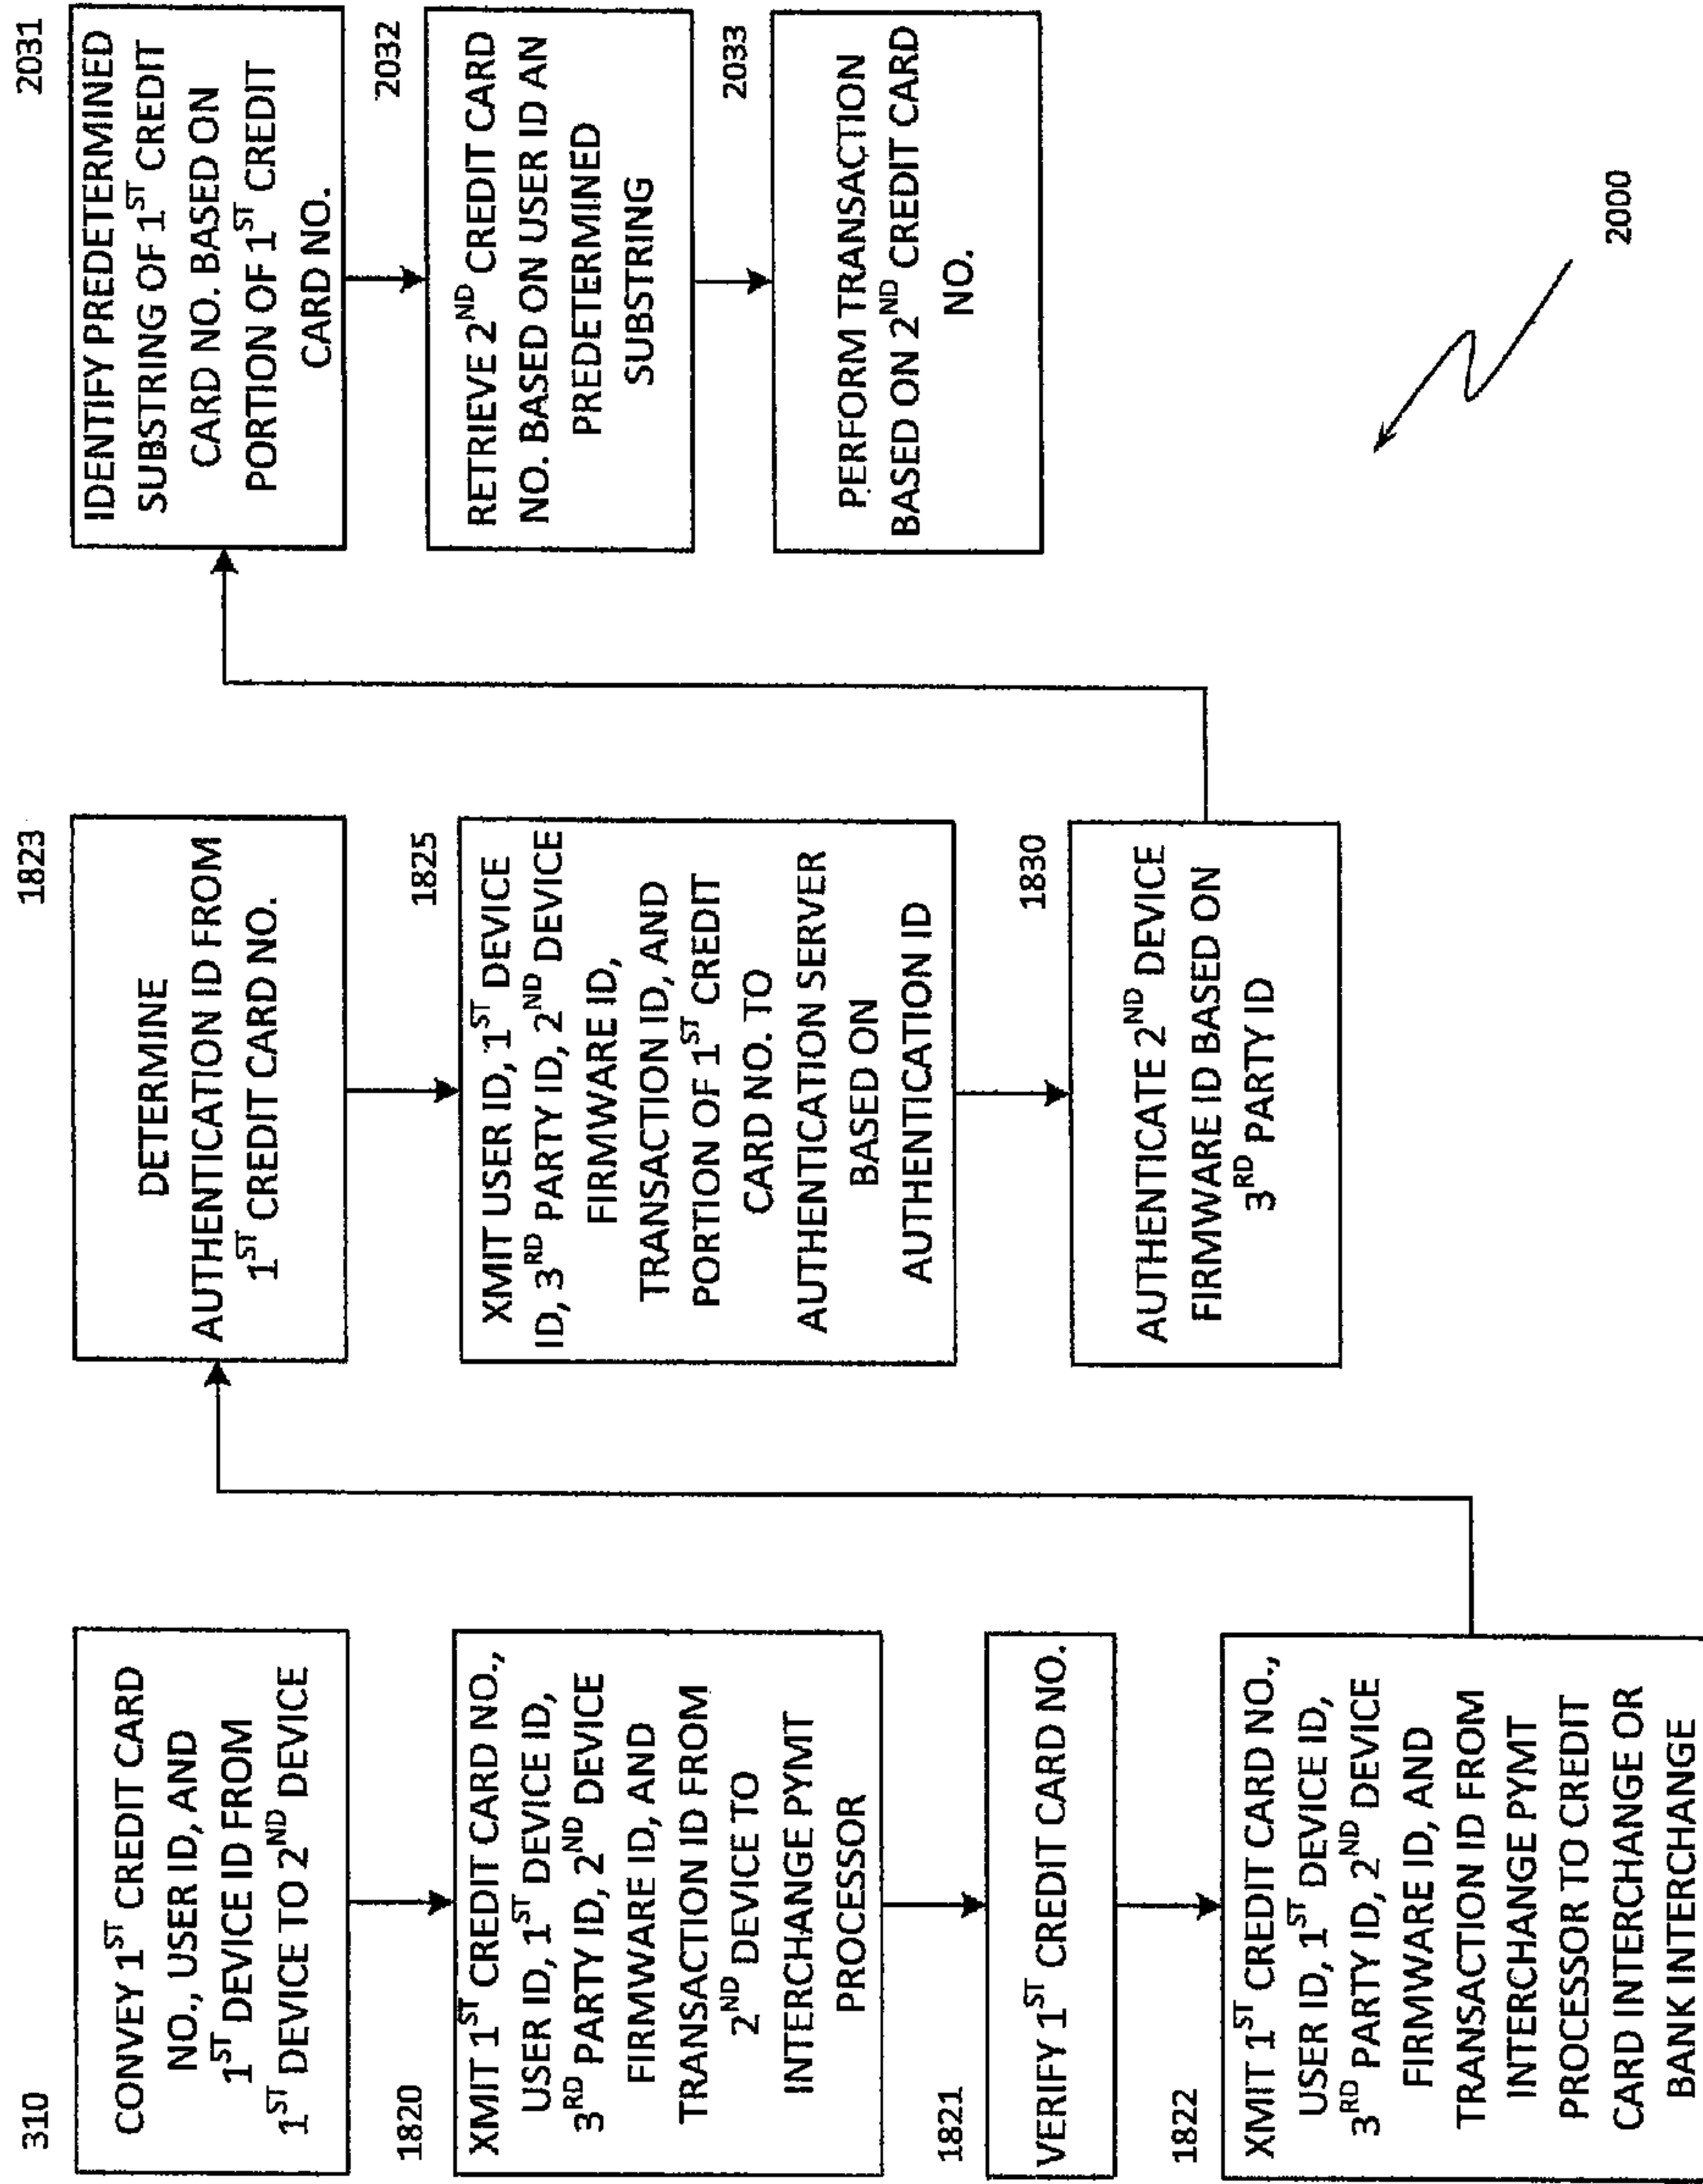 310
CONVEY 1ST CREDIT CARD
NO., USER ID, AND
1ST DEVICE ID FROM
1ST DEVICE TO 2ND DEVICE
1820
XMIT 1ST CREDIT CARD NO.,
USER ID, 1ST DEVICE ID,
3RD PARTY ID, 2ND DEVICE
FIRMWARE ID, AND
TRANSACTION ID FROM
2ND DEVICE TO
INTERCHANGE PYMT
PROCESSOR
1821
VERIFY 1ST CREDIT CARD NO.
1822
XMIT 1ST CREDIT CARD NO.,
USER ID, 1ST DEVICE ID,
3RD PARTY ID, 2ND DEVICE
FIRMWARE ID, AND
TRANSACTION ID FROM
INTERCHANGE PYMT
PROCESSOR TO CREDIT
CARD INTERCHANGE OR
BANK INTERCHANGE
1823
DETERMINE
AUTHENTICATION ID FROM
1ST CREDIT CARD NO.
1825
XMIT USER ID, 1ST DEVICE
ID, 3RD PARTY ID, 2ND DEVICE
FIRMWARE ID,
TRANSACTION ID, AND
PORTION OF 1ST CREDIT
CARD NO. TO
AUTHENTICATION SERVER
BASED ON
AUTHENTICATION ID
1830
AUTHENTICATE 2ND DEVICE
FIRMWARE ID BASED ON
3RD PARTY ID
2031
IDENTIFY PREDETERMINED
SUBSTRING OF 1ST CREDIT
CARD NO. BASED ON
PORTION OF 1ST CREDIT
CARD NO.
2032
RETRIEVE 2ND CREDIT CARD
NO. BASED ON USER ID AN
PREDETERMINED
SUBSTRING
2033
PERFORM TRANSACTION
BASED ON 2ND CREDIT CARD
NO.
2000